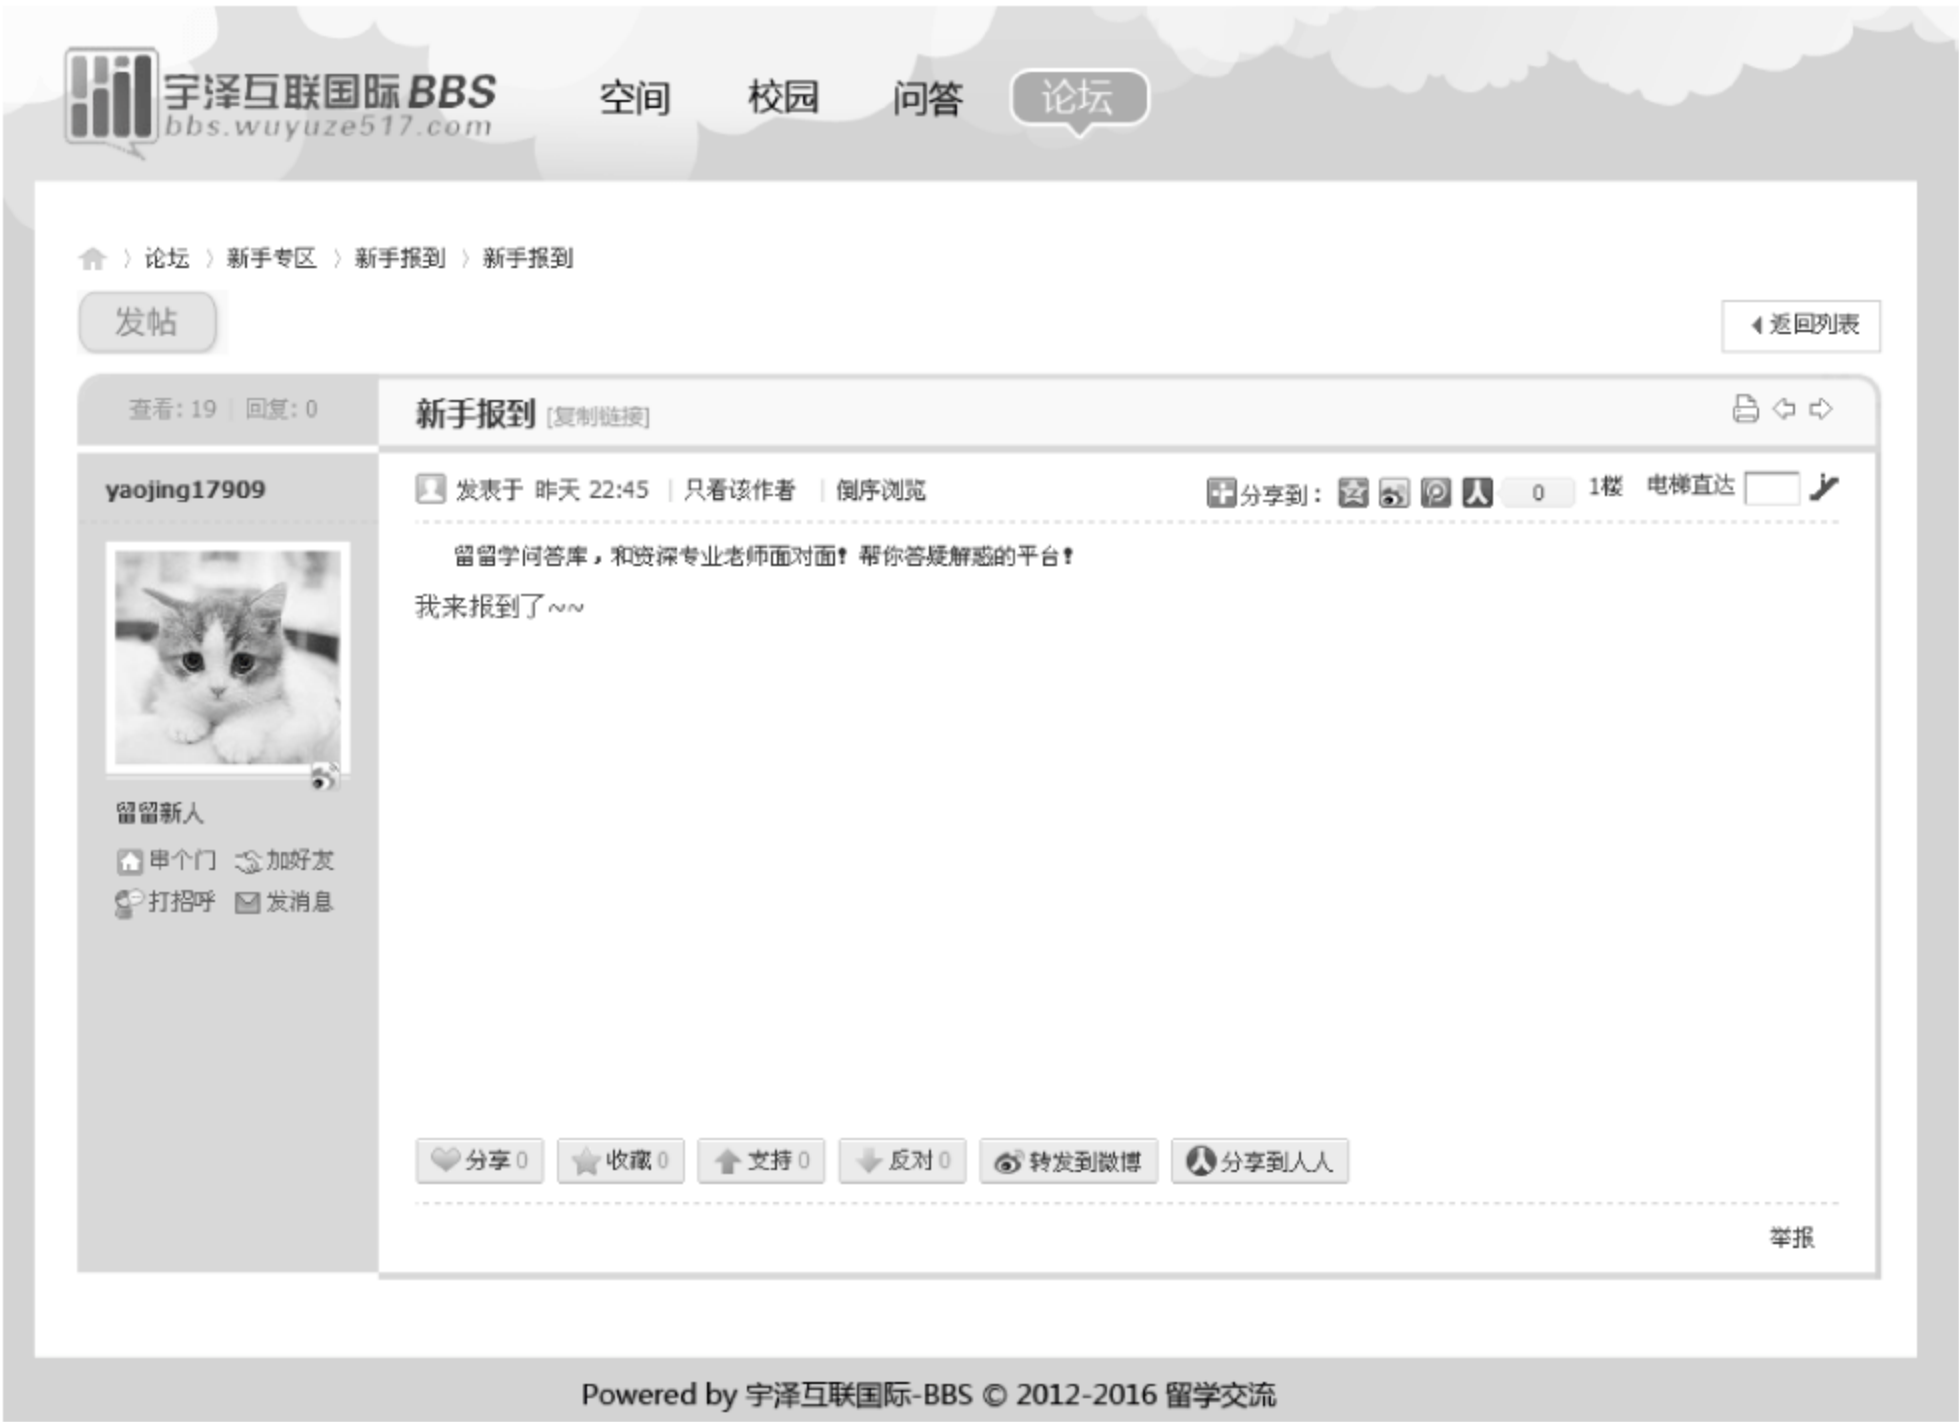 宇泽互联国际BBS
bbs.wuyuze517.com
空间 校园 问答 论坛
论坛 〉 新手专区 〉 新手报到 〉 新手报到
发帖
返回列表
查看: 19 | 回复: 0
新手报到 [复制链接]
yaojing17909
发表于 昨天 22:45 | 只看该作者 | 倒序浏览
分享到： 0 1楼 电梯直达
留留学问答库，和资深专业老师面对面！帮你答疑解惑的平台！
我来报到了~~
留留新人
串个门 加好友
打招呼 发消息
分享 0 收藏 0 支持 0 反对 0 转发到微博 分享到人人
举报
Powered by 宇泽互联国际-BBS © 2012-2016 留学交流